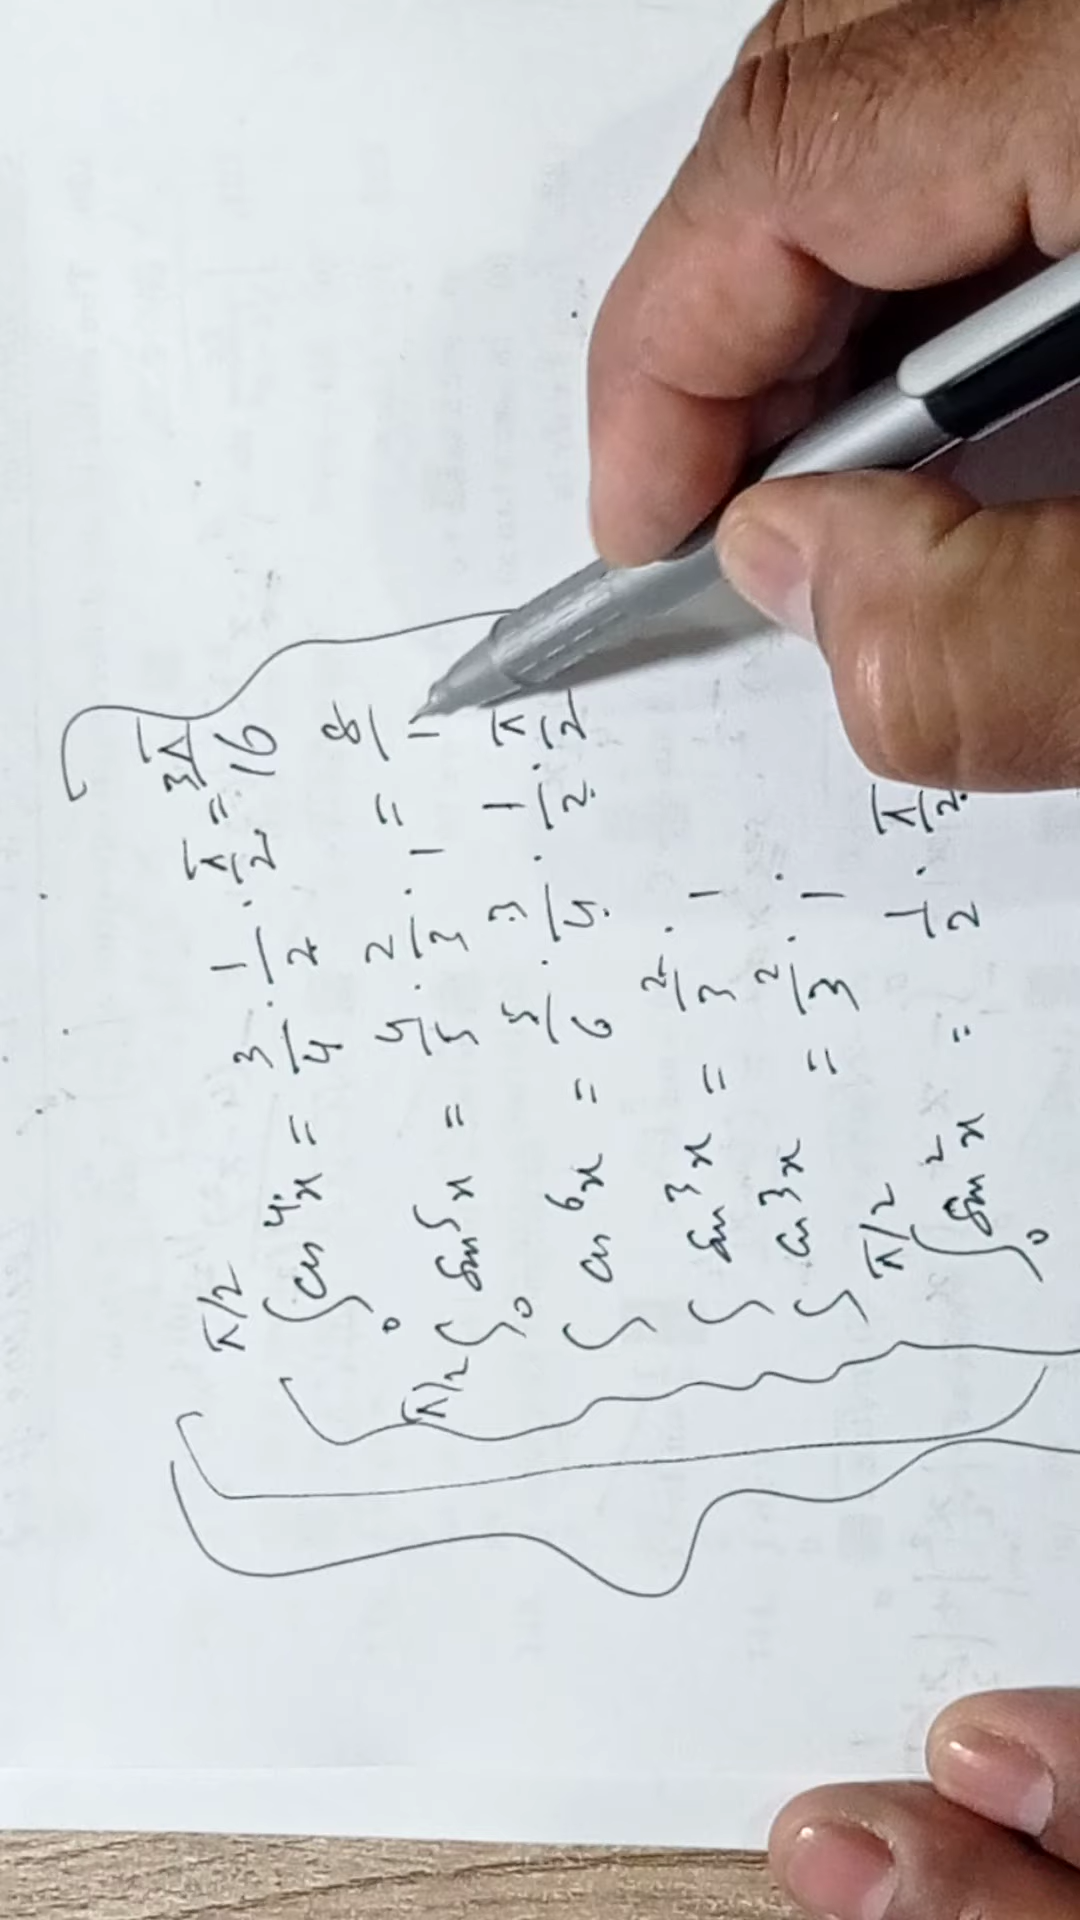 ∫₀^π/2 cos⁴x = 3/4 · 1/2 · π/2 = 3π/16
∫₀^π/2 sin⁵x = 4/5 · 2/3 · 1 = 8/1
∫ cos⁶x = 5/6 · 3/4 · 1/2 · π/2
∫ sin³x = 2/3 · 1
∫ cos³x = 2/3 · 1
∫₀^π/2 sin²x = 1/2 · π/2